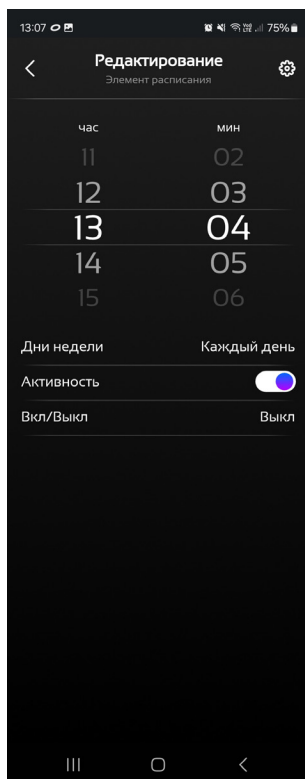 13:07 75%
Редактирование
Элемент расписания
час мин
11 02
12 03
13 04
14 05
15 06
Дни недели Каждый день
Активность
Вкл/Выкл Выкл